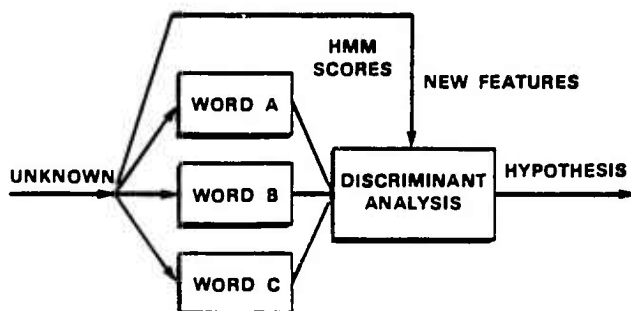 HMM
SCORES
NEW FEATURES
WORD A
UNKNOWN
WORD B
DISCRIMINANT
ANALYSIS
HYPOTHESIS
WORD C